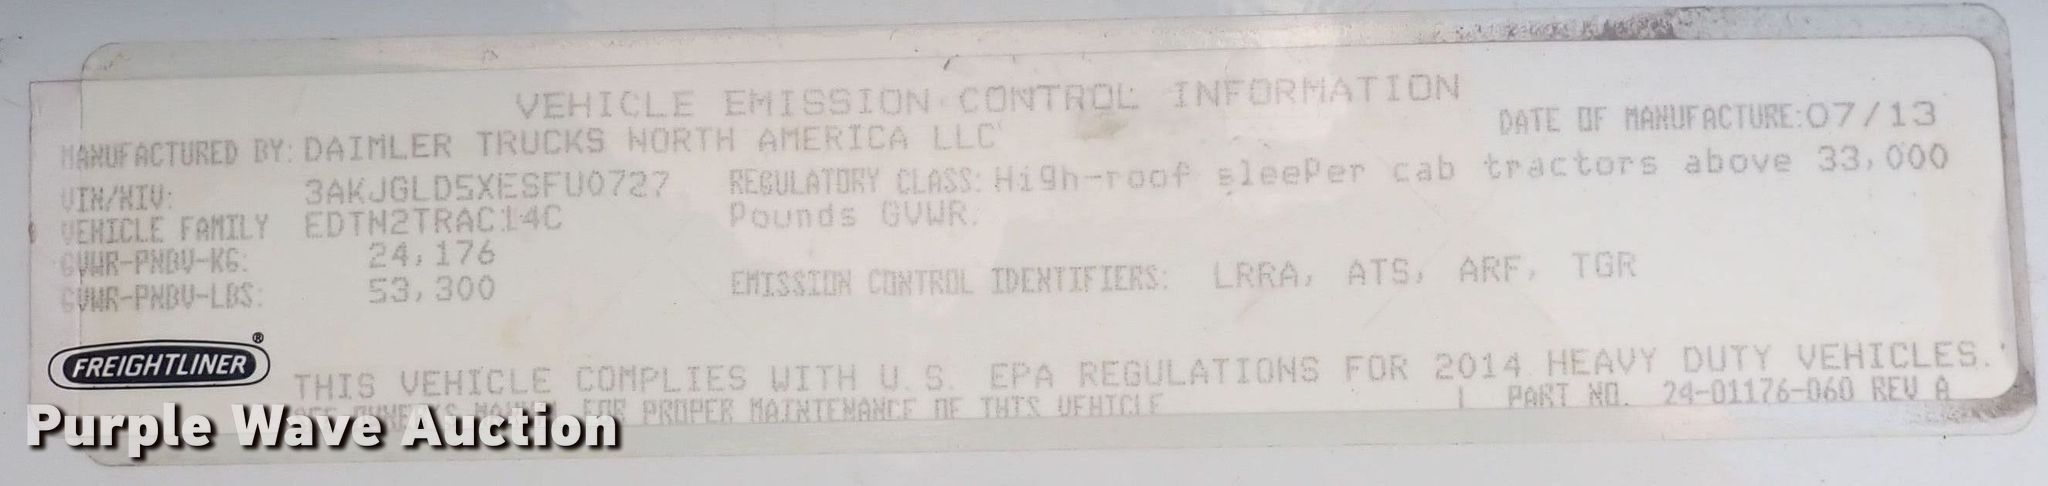 VEHICLE EMISSION CONTROL INFORMATION
MANUFACTURED BY: DAIMLER TRUCKS NORTH AMERICA LLC
DATE OF MANUFACTURE: 07/13
VIN/NIV: 3AKJGLD5XESFU0727
REGULATORY CLASS: High-roof sleeper cab tractors above 33,000
Pounds GVWR.
VEHICLE FAMILY EDTN2TRAC14C
GVWR-PNBV-KG: 24,176
GVWR-PNBV-LBS: 53,300
EMISSION CONTROL IDENTIFIERS: LRRA, ATS, ARF, TGR
FREIGHTLINER®
THIS VEHICLE COMPLIES WITH U.S. EPA REGULATIONS FOR 2014 HEAVY DUTY VEHICLES.
FOR PROPER MAINTENANCE OF THIS VEHICLE
PART NO. 24-01176-060 REV A
Purple Wave Auction